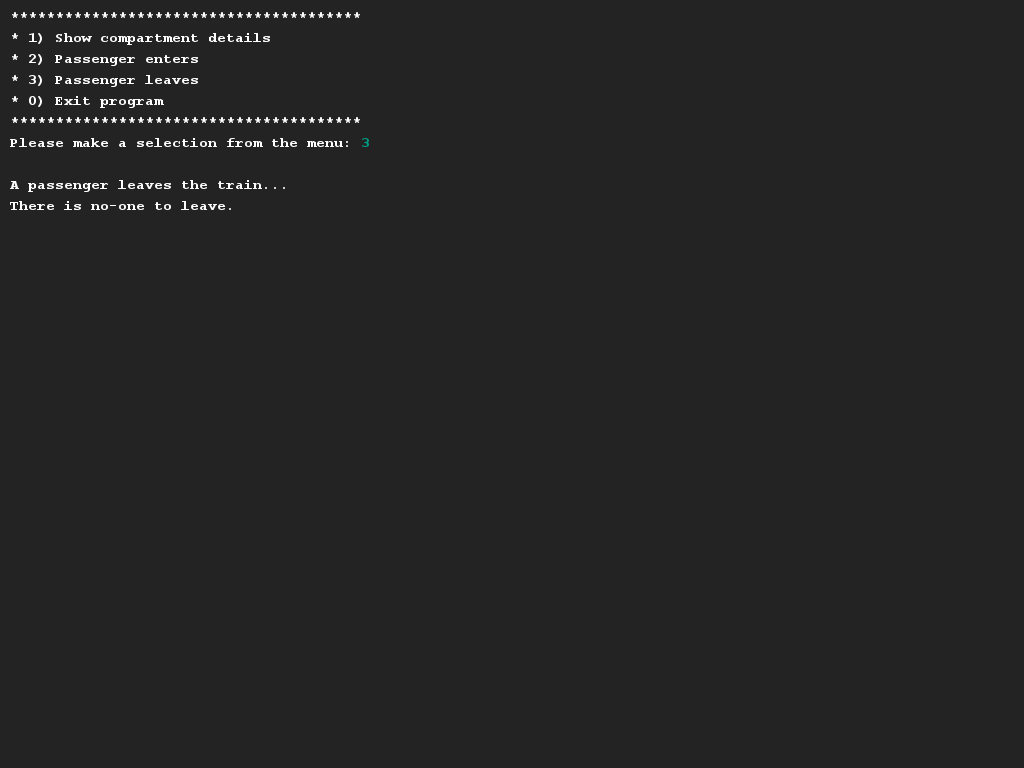 ***************************************
* 1) Show compartment details
* 2) Passenger enters
* 3) Passenger leaves
* 0) Exit program
***************************************
Please make a selection from the menu: 3
A passenger leaves the train...
There is no-one to leave.